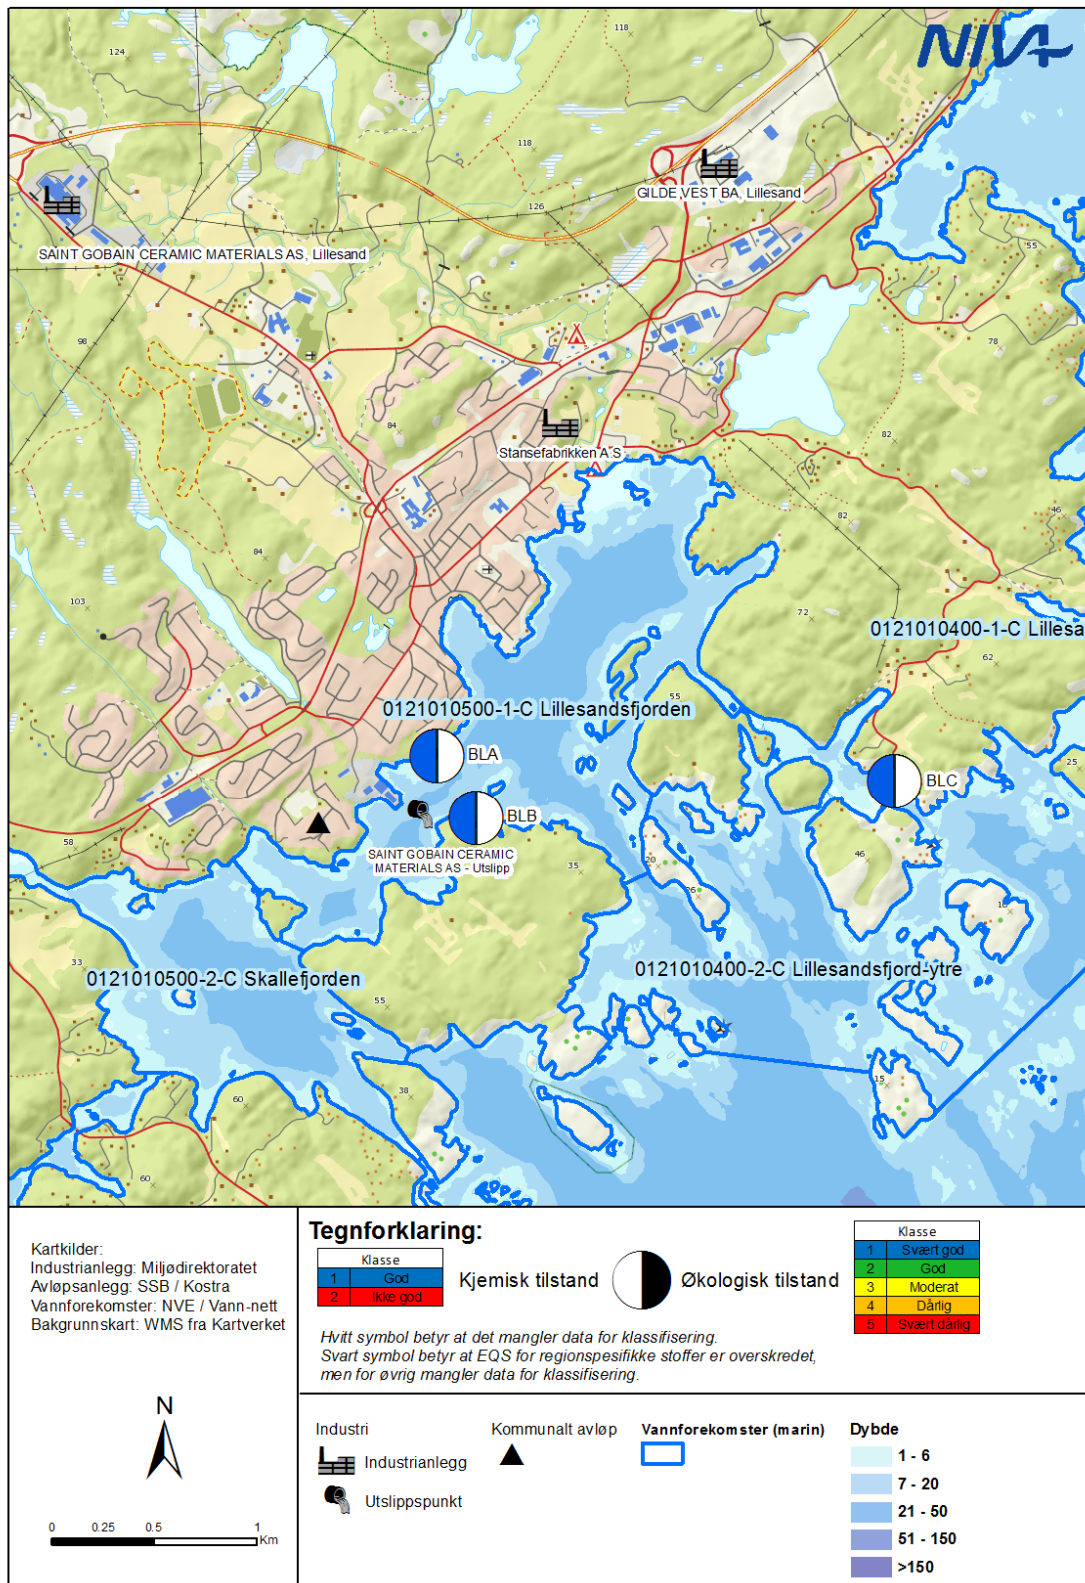 NIVA
124
118
118
126
GILDE VEST BA, Lillesand
SAINT GOBAIN CERAMIC MATERIALS AS, Lillesand
55
98
78
84
Stansefabrikken A.S
82
82
46
84
103
72
0121010400-1-C Lillesa
62
55
0121010500-1-C Lillesandsfjorden
BLA
25
BLC
BLB
58
SAINT GOBAIN CERAMIC
MATERIALS AS - Utslipp
35
20
46
26
16
33
0121010500-2-C Skallefjorden
0121010400-2-C Lillesandsfjord-ytre
55
15
38
60
60
Kartkilder:
Industrianlegg: Miljødirektoratet
Avløpsanlegg: SSB / Kostra
Vannforekomster: NVE / Vann-nett
Bakgrunnskart: WMS fra Kartverket
N
0 0.25 0.5 1
Km
Tegnforklaring:
Klasse
1 God
2 Ikke god
Kjemisk tilstand
Økologisk tilstand
Klasse
1 Svært god
2 God
3 Moderat
4 Dårlig
5 Svært dårlig
Hvitt symbol betyr at det mangler data for klassifisering.
Svart symbol betyr at EQS for regionspesifikke stoffer er overskredet,
men for øvrig mangler data for klassifisering.
Industri
Industrianlegg
Utslippspunkt
Kommunalt avløp
Vannforekomster (marin)
Dybde
1 - 6
7 - 20
21 - 50
51 - 150
>150